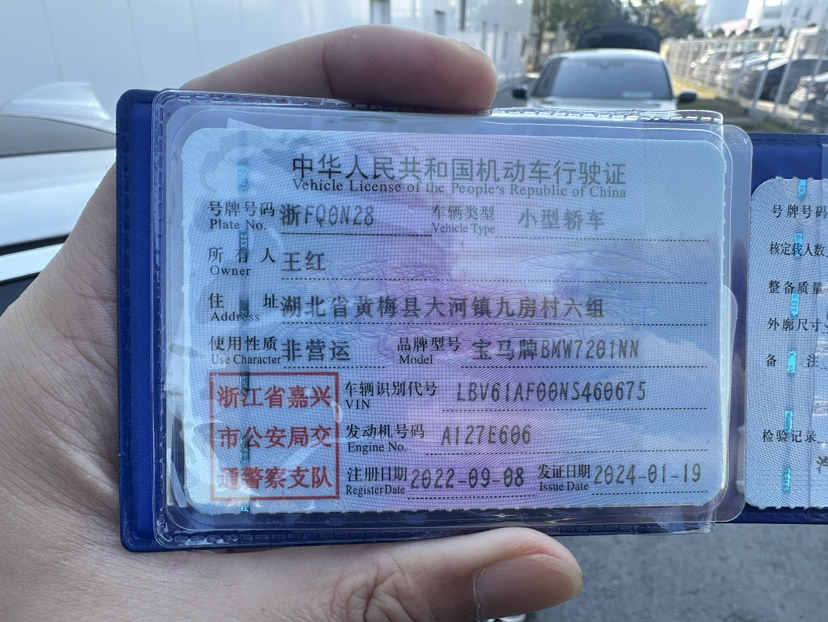 中华人民共和国机动车行驶证
Vehicle License of the People's Republic of China
号牌号码 浙FQ0N28 车辆类型 小型轿车
Plate No. Vehicle Type
所有人 王红
Owner
住址 湖北省黄梅县大河镇九房村六组
Address
使用性质 非营运 品牌型号 宝马牌BMW7201NN
Use Character Model
浙江省嘉兴
市公安局交
通警察支队
车辆识别代号 LBV61AF00NS460675
VIN
发动机号码 A127E606
Engine No.
注册日期 2022-09-08 发证日期 2024-01-19
Register Date Issue Date
号牌号码
核定载人数
整备质量
外廓尺寸
备注
检验记录